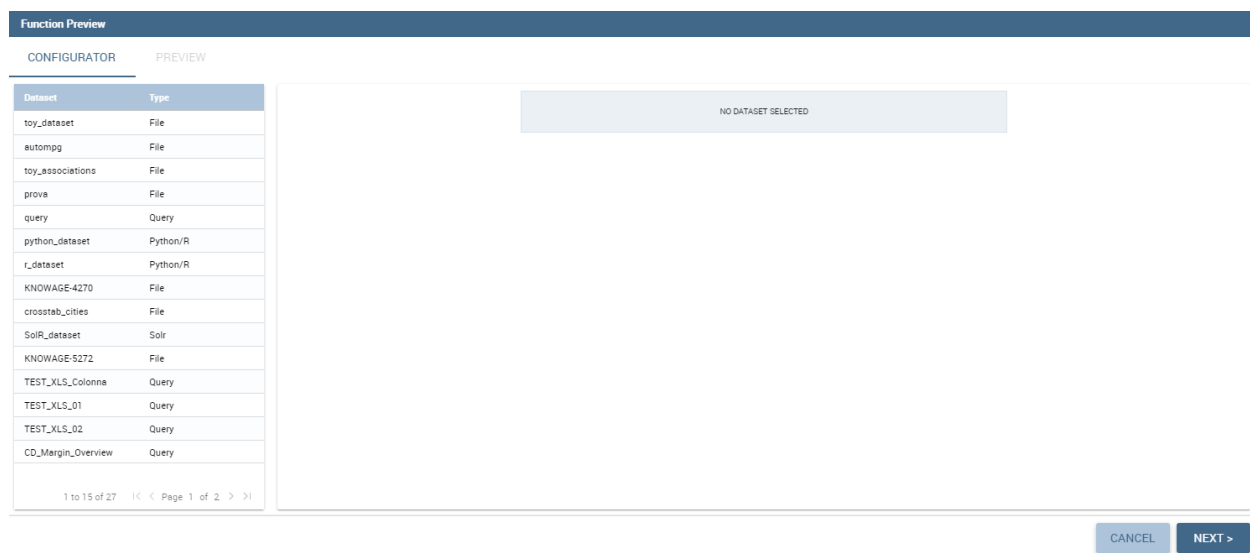 Function Preview
CONFIGURATOR PREVIEW
Dataset Type
toy_dataset File
autompg File
toy_associations File
prova File
query Query
python_dataset Python/R
r_dataset Python/R
KNOWAGE-4270 File
crosstab_cities File
SolR_dataset Solr
KNOWAGE-5272 File
TEST_XLS_Colonna Query
TEST_XLS_01 Query
TEST_XLS_02 Query
CD_Margin_Overview Query
1 to 15 of 27 Page 1 of 2
NO DATASET SELECTED
CANCEL NEXT >